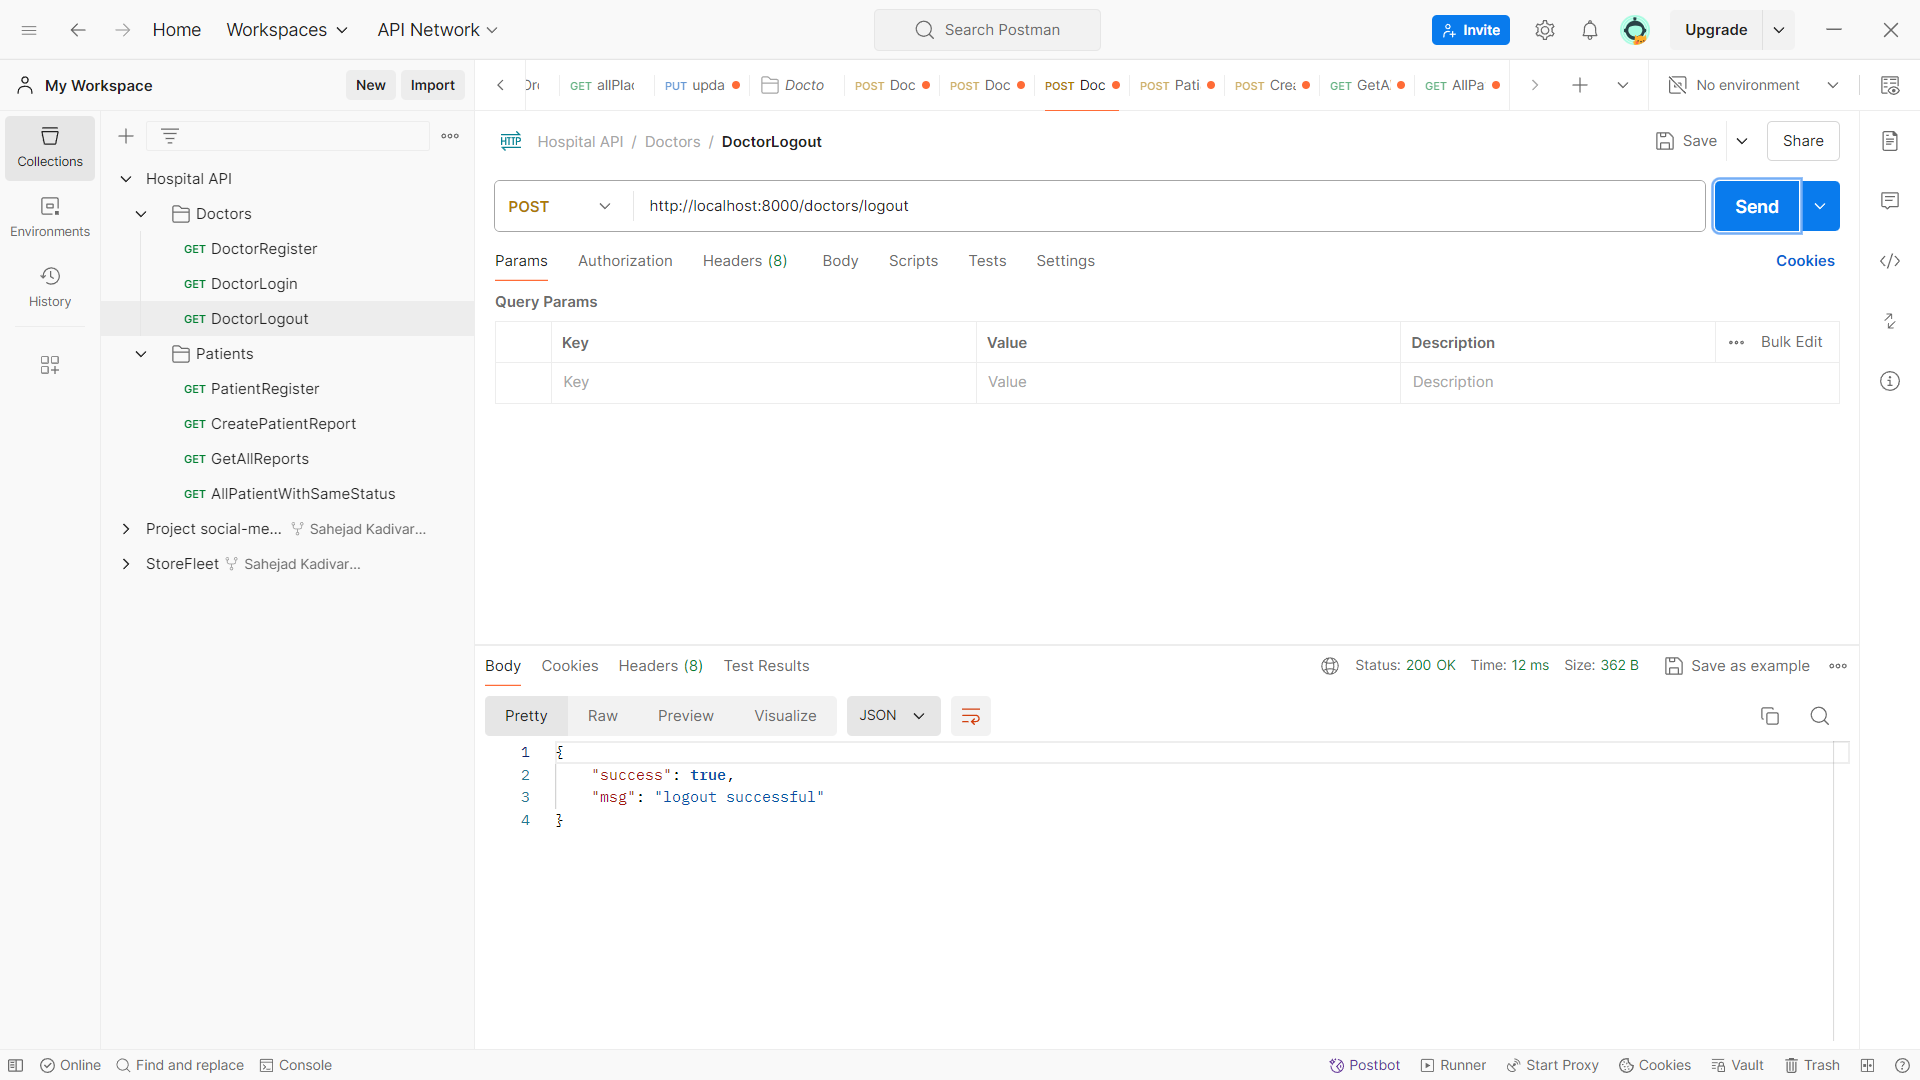 Home
Workspaces
API Network
Search Postman
Invite
Upgrade
My Workspace
New
Import
GET allPlac
PUT upda
Docto
POST Doc
POST Doc
POST Doc
POST Pati
POST Crea
GET GetA
GET AllPa
No environment
Collections
Environments
History
Hospital API
Doctors
GET DoctorRegister
GET DoctorLogin
GET DoctorLogout
Patients
GET PatientRegister
GET CreatePatientReport
GET GetAllReports
GET AllPatientWithSameStatus
Project social-me... Sahejad Kadivar...
StoreFleet Sahejad Kadivar...
HTTP Hospital API / Doctors / DoctorLogout
Save
Share
POST http://localhost:8000/doctors/logout
Send
Params Authorization Headers (8) Body Scripts Tests Settings
Cookies
Query Params
Key Value Description Bulk Edit
Key Value Description
Body Cookies Headers (8) Test Results
Status: 200 OK Time: 12 ms Size: 362 B Save as example
Pretty Raw Preview Visualize JSON
1 {
2 "success": true,
3 "msg": "logout successful"
4 }
Online Find and replace Console
Postbot Runner Start Proxy Cookies Vault Trash